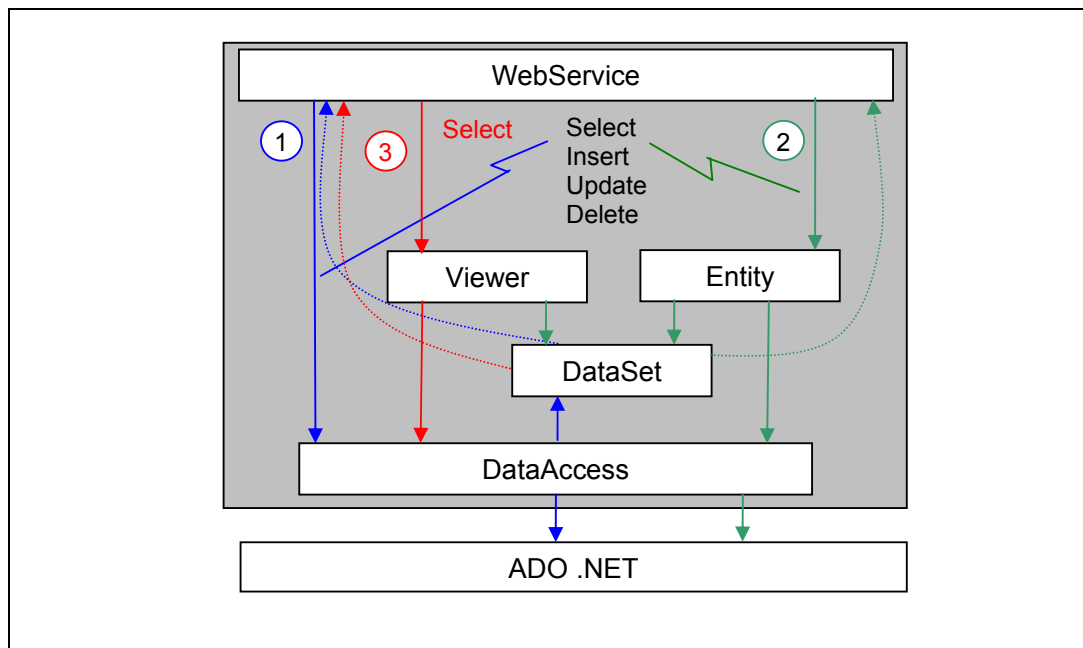 WebService
1
3
Select
Select
Insert
Update
Delete
2
Viewer
Entity
DataSet
DataAccess
ADO .NET